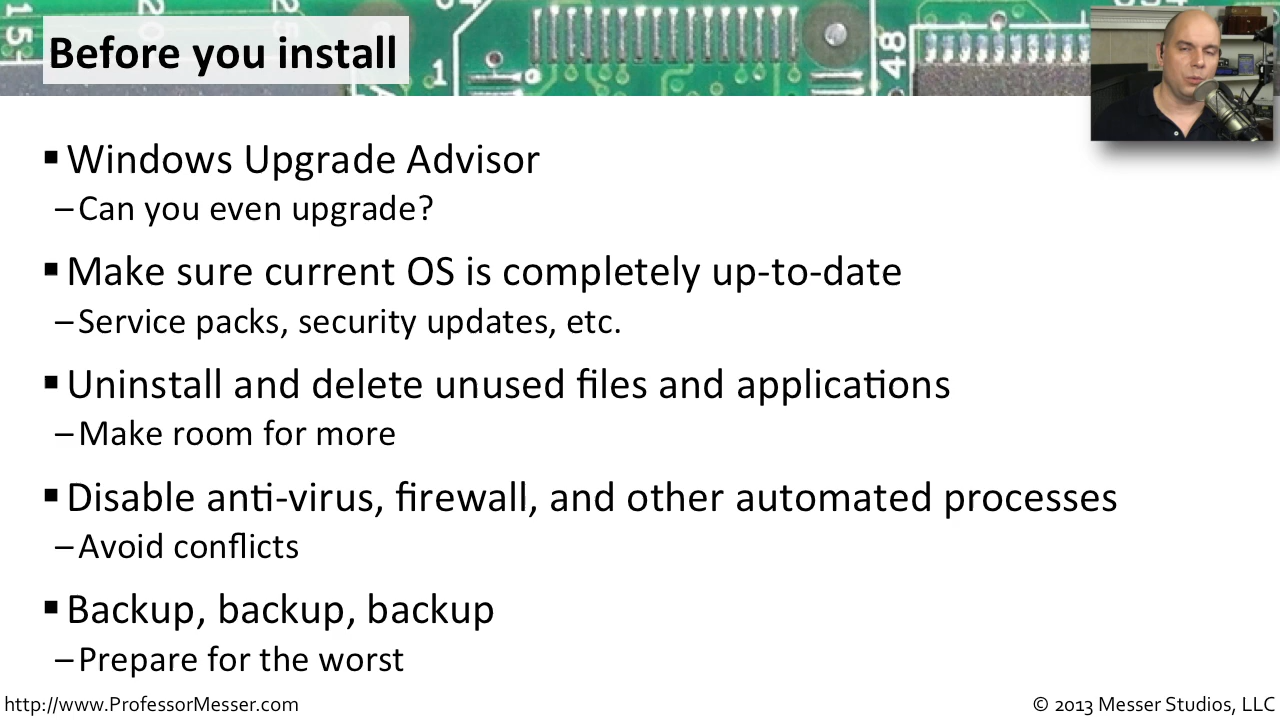 Before you install
▪ Windows Upgrade Advisor
– Can you even upgrade?
▪ Make sure current OS is completely up-to-date
– Service packs, security updates, etc.
▪ Uninstall and delete unused files and applications
– Make room for more
▪ Disable anti-virus, firewall, and other automated processes
– Avoid conflicts
▪ Backup, backup, backup
– Prepare for the worst
http://www.ProfessorMesser.com
© 2013 Messer Studios, LLC
15-
1
48